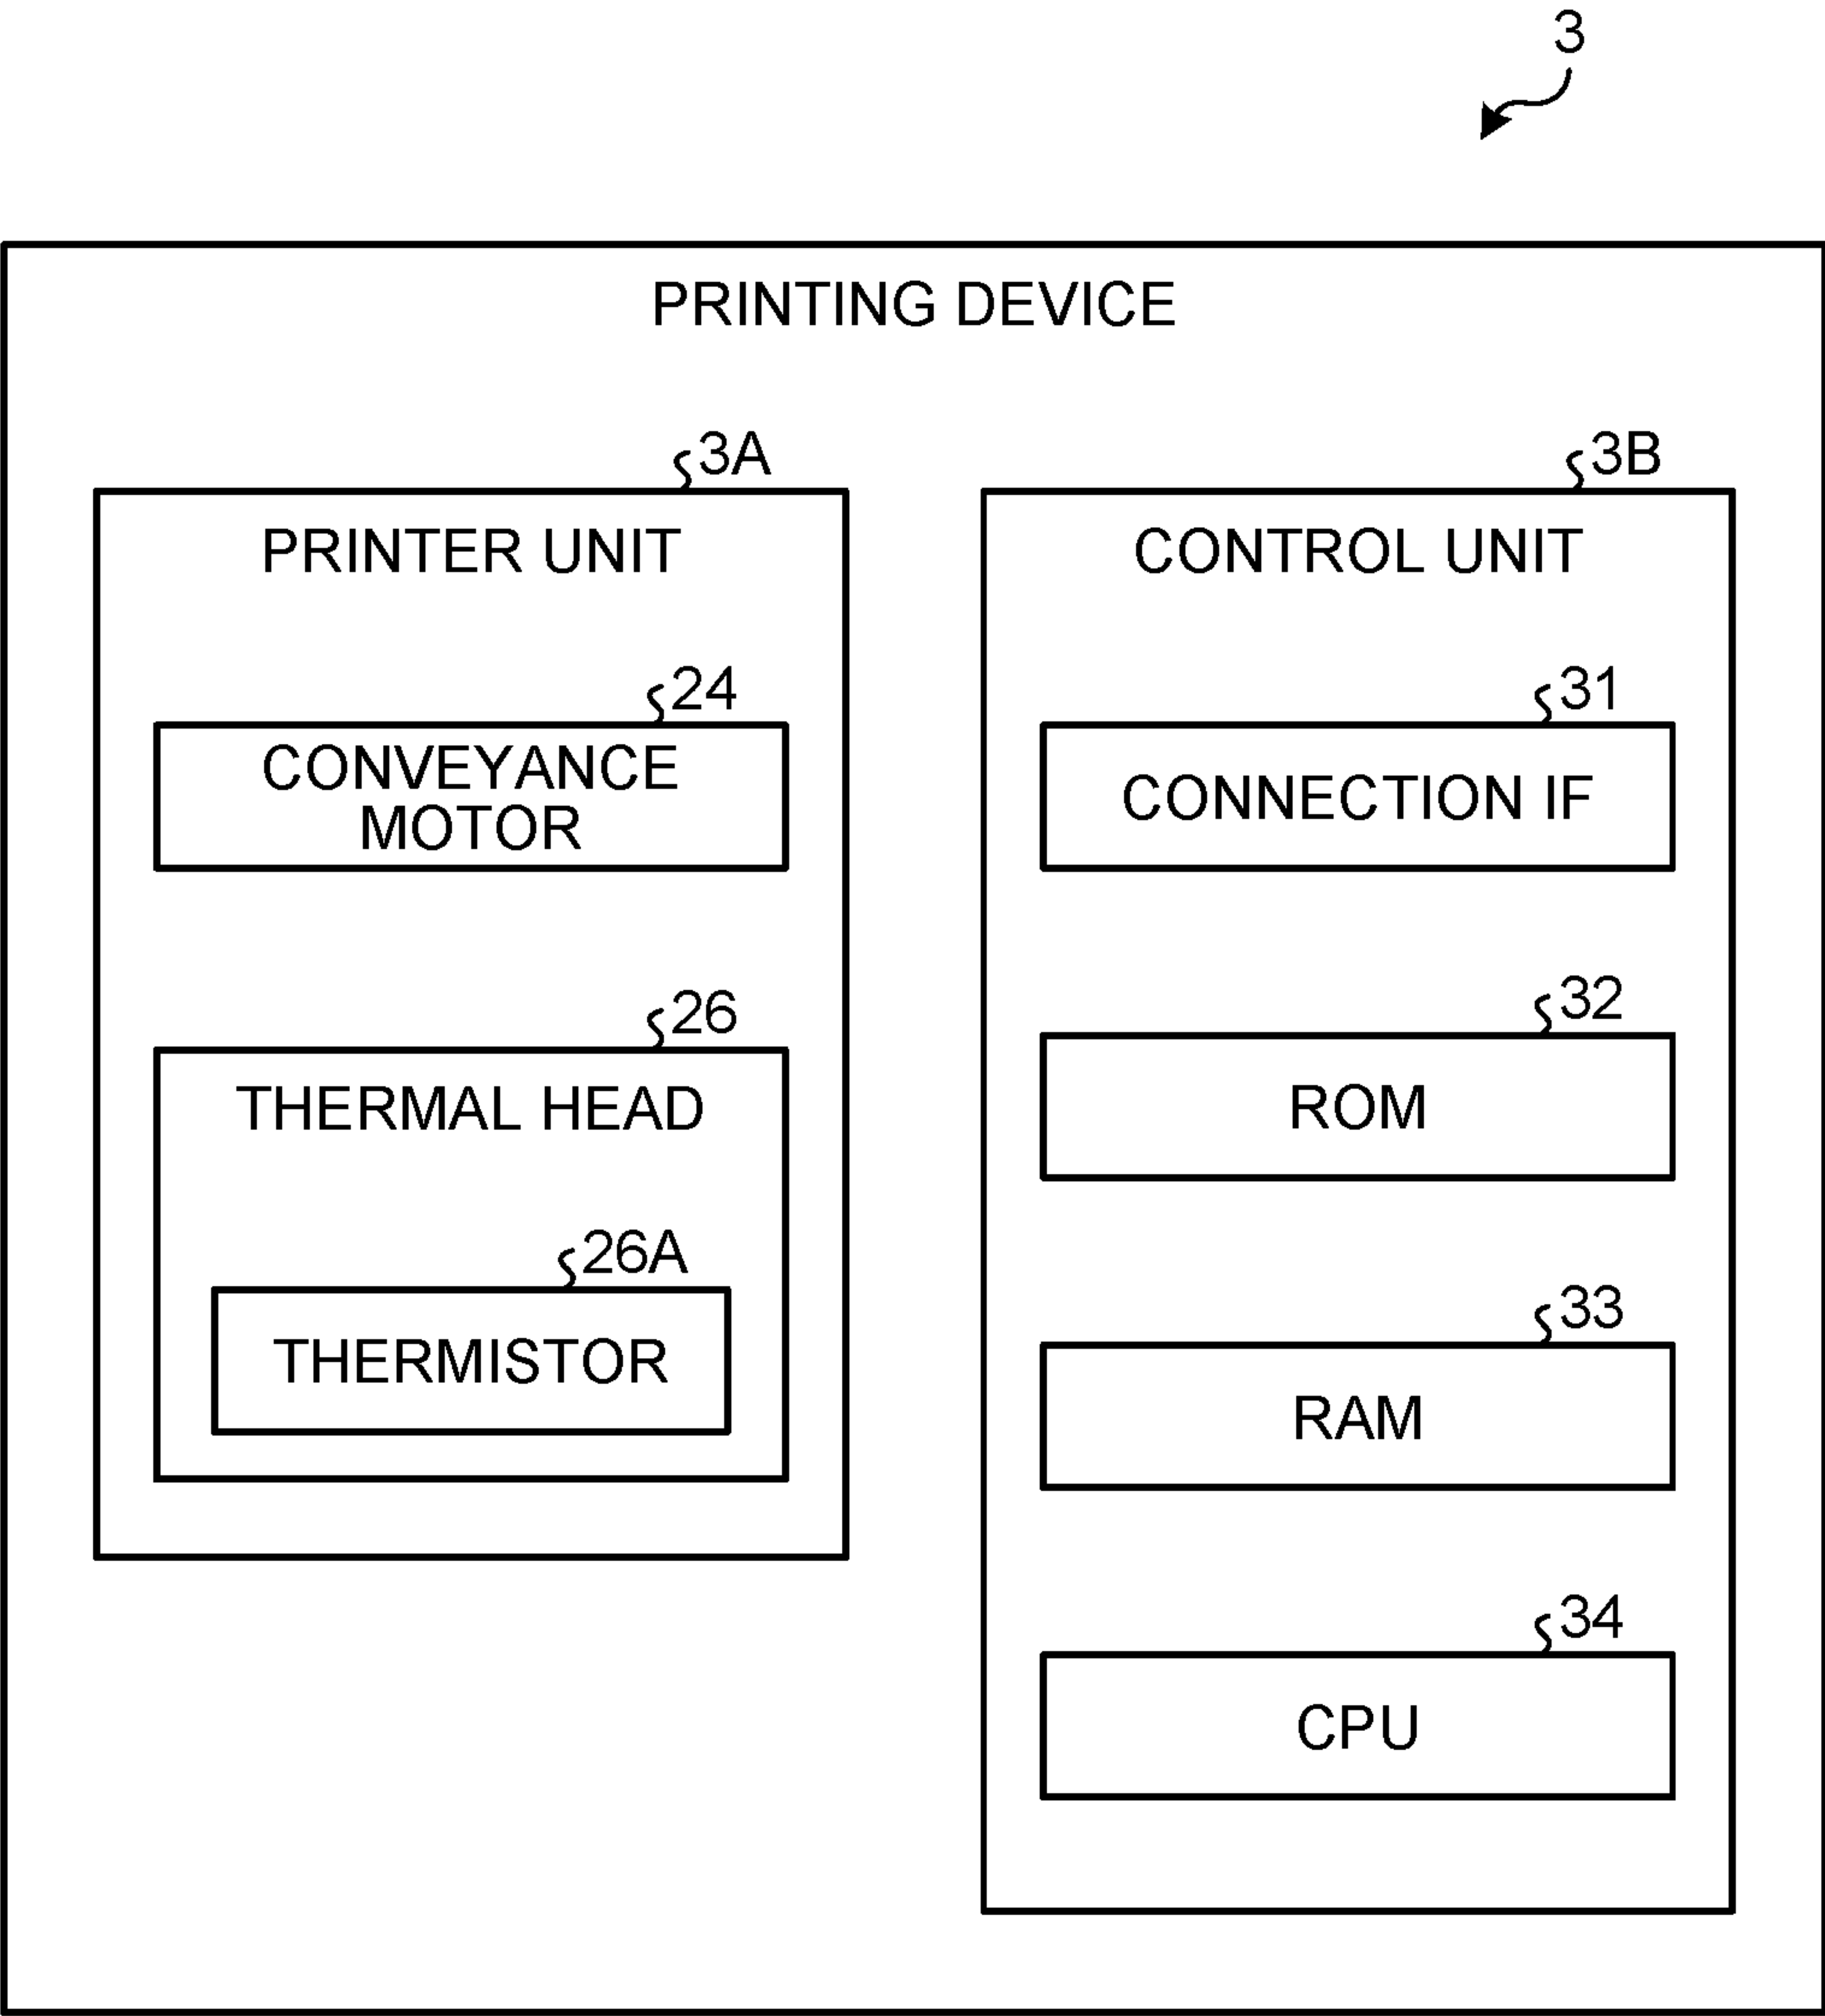 3
PRINTING DEVICE
3A
PRINTER UNIT
24
CONVEYANCE
MOTOR
26
THERMAL HEAD
26A
THERMISTOR
3B
CONTROL UNIT
31
CONNECTION IF
32
ROM
33
RAM
34
CPU